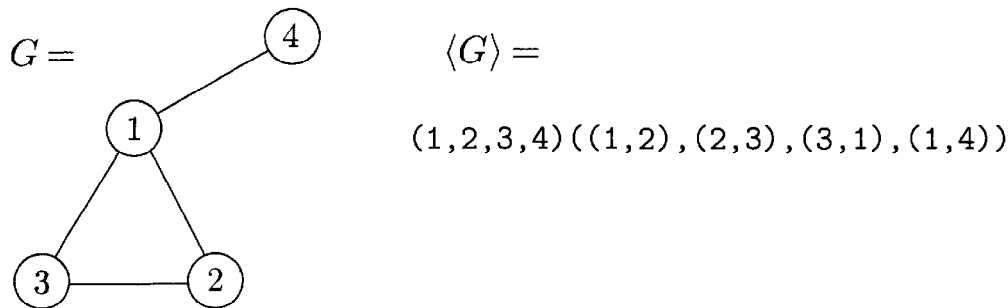 G = 4 ⟨G⟩ =
1 (1,2,3,4)((1,2),(2,3),(3,1),(1,4))
3 2